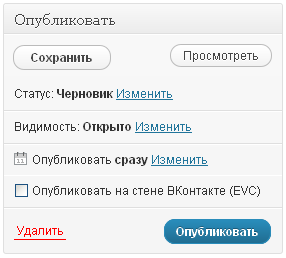 Опубликовать
Сохранить Просмотреть
Статус: Черновик Изменить
Видимость: Открыто Изменить
11 Опубликовать сразу Изменить
Опубликовать на стене ВКонтакте (EVC)
Удалить Опубликовать